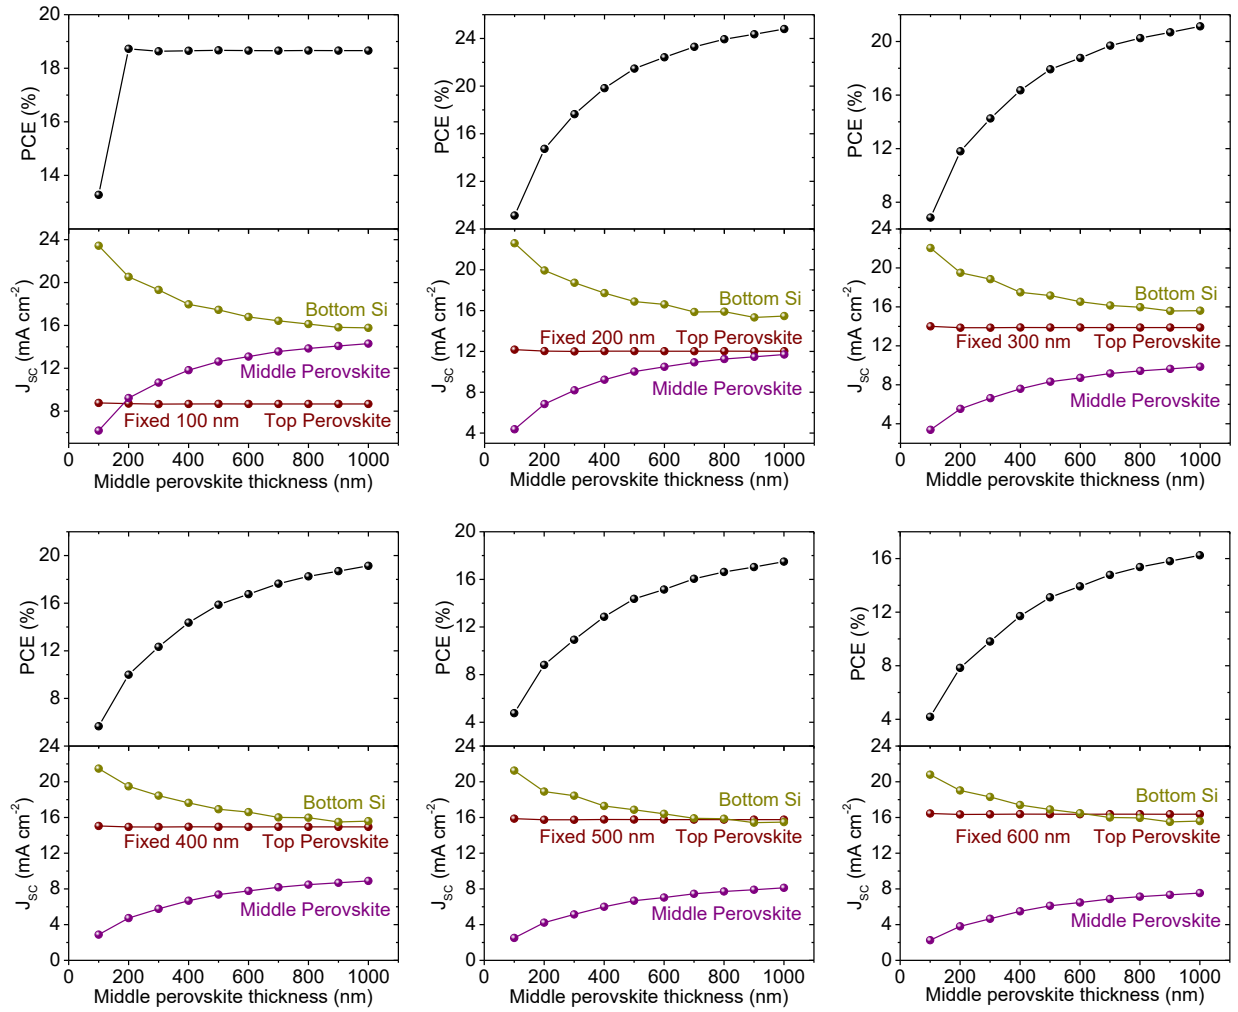 20
18
16
14
PCE (%)
24
20
16
12
8
J_SC (mA cm^-2)
Bottom Si
Middle Perovskite
Fixed 100 nm Top Perovskite
0 200 400 600 800 1000
Middle perovskite thickness (nm)
24
20
16
12
PCE (%)
24
20
16
12
8
4
J_SC (mA cm^-2)
Bottom Si
Fixed 200 nm Top Perovskite
Middle Perovskite
0 200 400 600 800 1000
Middle perovskite thickness (nm)
20
16
12
8
PCE (%)
24
20
16
12
8
4
J_SC (mA cm^-2)
Bottom Si
Fixed 300 nm Top Perovskite
Middle Perovskite
0 200 400 600 800 1000
Middle perovskite thickness (nm)
20
16
12
8
PCE (%)
24
20
16
12
8
4
0
J_SC (mA cm^-2)
Bottom Si
Fixed 400 nm Top Perovskite
Middle Perovskite
0 200 400 600 800 1000
Middle perovskite thickness (nm)
20
16
12
8
4
PCE (%)
24
20
16
12
8
4
0
J_SC (mA cm^-2)
Bottom Si
Fixed 500 nm Top Perovskite
Middle Perovskite
0 200 400 600 800 1000
Middle perovskite thickness (nm)
16
12
8
4
PCE (%)
24
20
16
12
8
4
0
J_SC (mA cm^-2)
Bottom Si
Fixed 600 nm Top Perovskite
Middle Perovskite
0 200 400 600 800 1000
Middle perovskite thickness (nm)